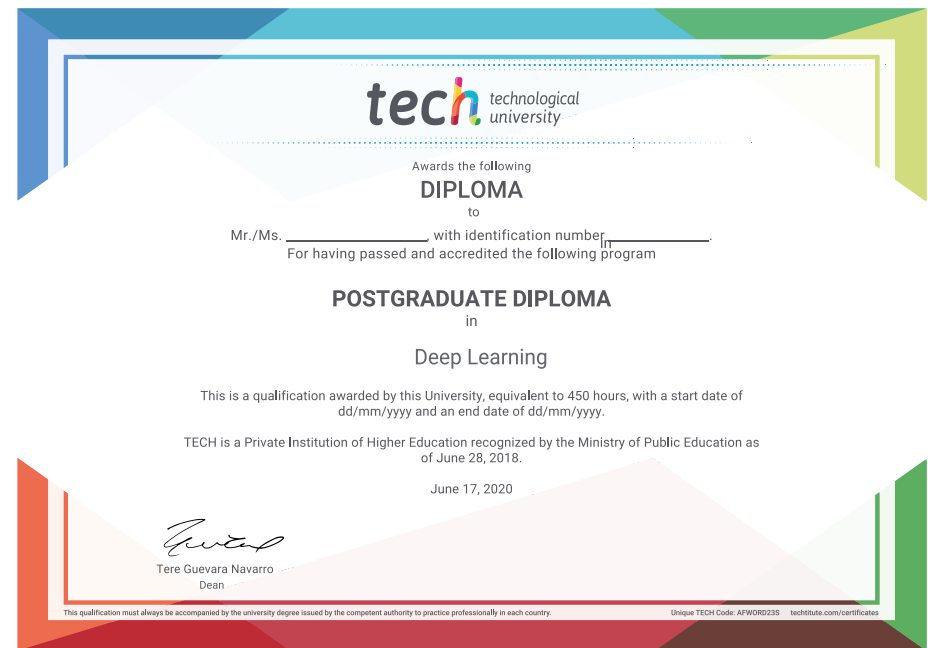 tech technological
university
Awards the following
DIPLOMA
to
Mr./Ms. ____________________, with identification number______________.
In
For having passed and accredited the following program
POSTGRADUATE DIPLOMA
in
Deep Learning
This is a qualification awarded by this University, equivalent to 450 hours, with a start date of
dd/mm/yyyy and an end date of dd/mm/yyyy.
TECH is a Private Institution of Higher Education recognized by the Ministry of Public Education as
of June 28, 2018.
June 17, 2020
Tere Guevara Navarro
Dean
This qualification must always be accompanied by the university degree issued by the competent authority to practice professionally in each country. Unique TECH Code: AFWORD23S techtitute.com/certificates